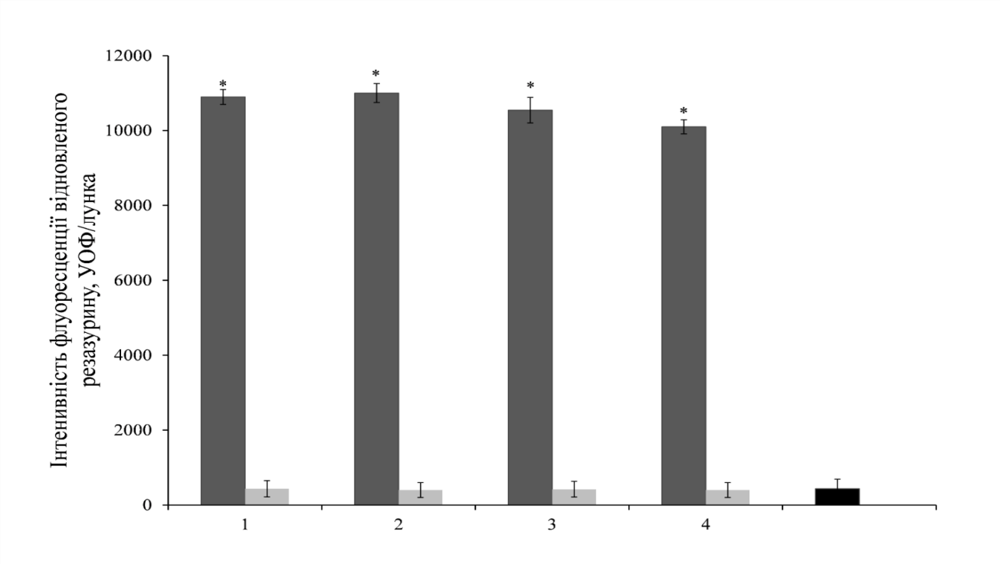 Інтенивність флуоресценції відновленого
резазурину, УОФ/лунка
12000
10000
8000
6000
4000
2000
0
* * * *
1 2 3 4